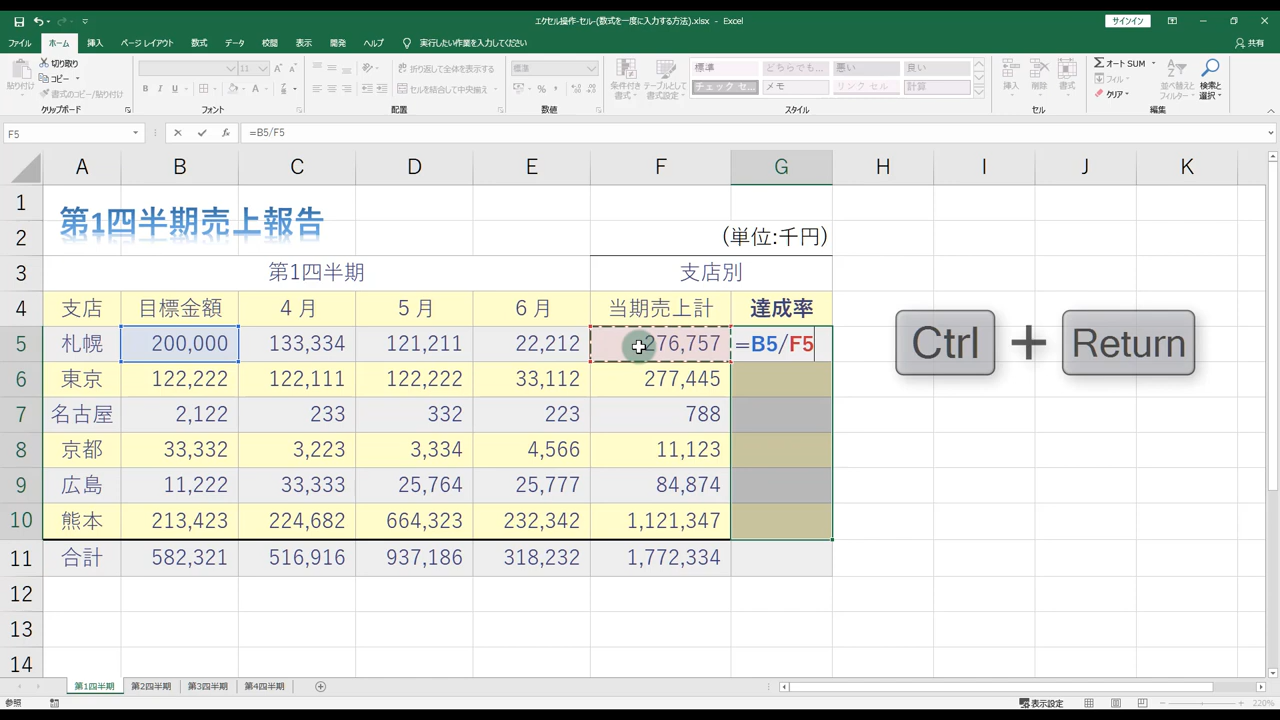 エクセル操作-セル-(数式を一度に入力する方法).xlsx - Excel
サインイン
ファイル ホーム 挿入 ページ レイアウト 数式 データ 校閲 表示 開発 ヘルプ 実行したい作業を入力してください 共有
貼り付け 切り取り コピー 書式のコピー/貼り付け
11
折り返して全体を表示する
セルを結合して中央揃え
標準
条件付き書式 テーブルとして書式設定
標準 どちらでも... 悪い 良い
チェック セ... メモ リンク セル 計算
挿入 削除 書式
オート SUM フィル クリア
並べ替えとフィルター 検索と選択
クリップボード フォント 配置 数値 スタイル セル 編集
F5 =B5/F5
A B C D E F G H I J K
1 第1四半期売上報告
2 (単位:千円)
3 第1四半期 支店別
4 支店 目標金額 4 月 5 月 6 月 当期売上計 達成率
5 札幌 200,000 133,334 121,211 22,212 276,757 =B5/F5
6 東京 122,222 122,111 122,222 33,112 277,445
7 名古屋 2,122 233 332 223 788
8 京都 33,332 3,223 3,334 4,566 11,123
9 広島 11,222 33,333 25,764 25,777 84,874
10 熊本 213,423 224,682 664,323 232,342 1,121,347
11 合計 582,321 516,916 937,186 318,232 1,772,334
12
13
14
Ctrl + Return
第1四半期 第2四半期 第3四半期 第4四半期
参照 表示設定 220%